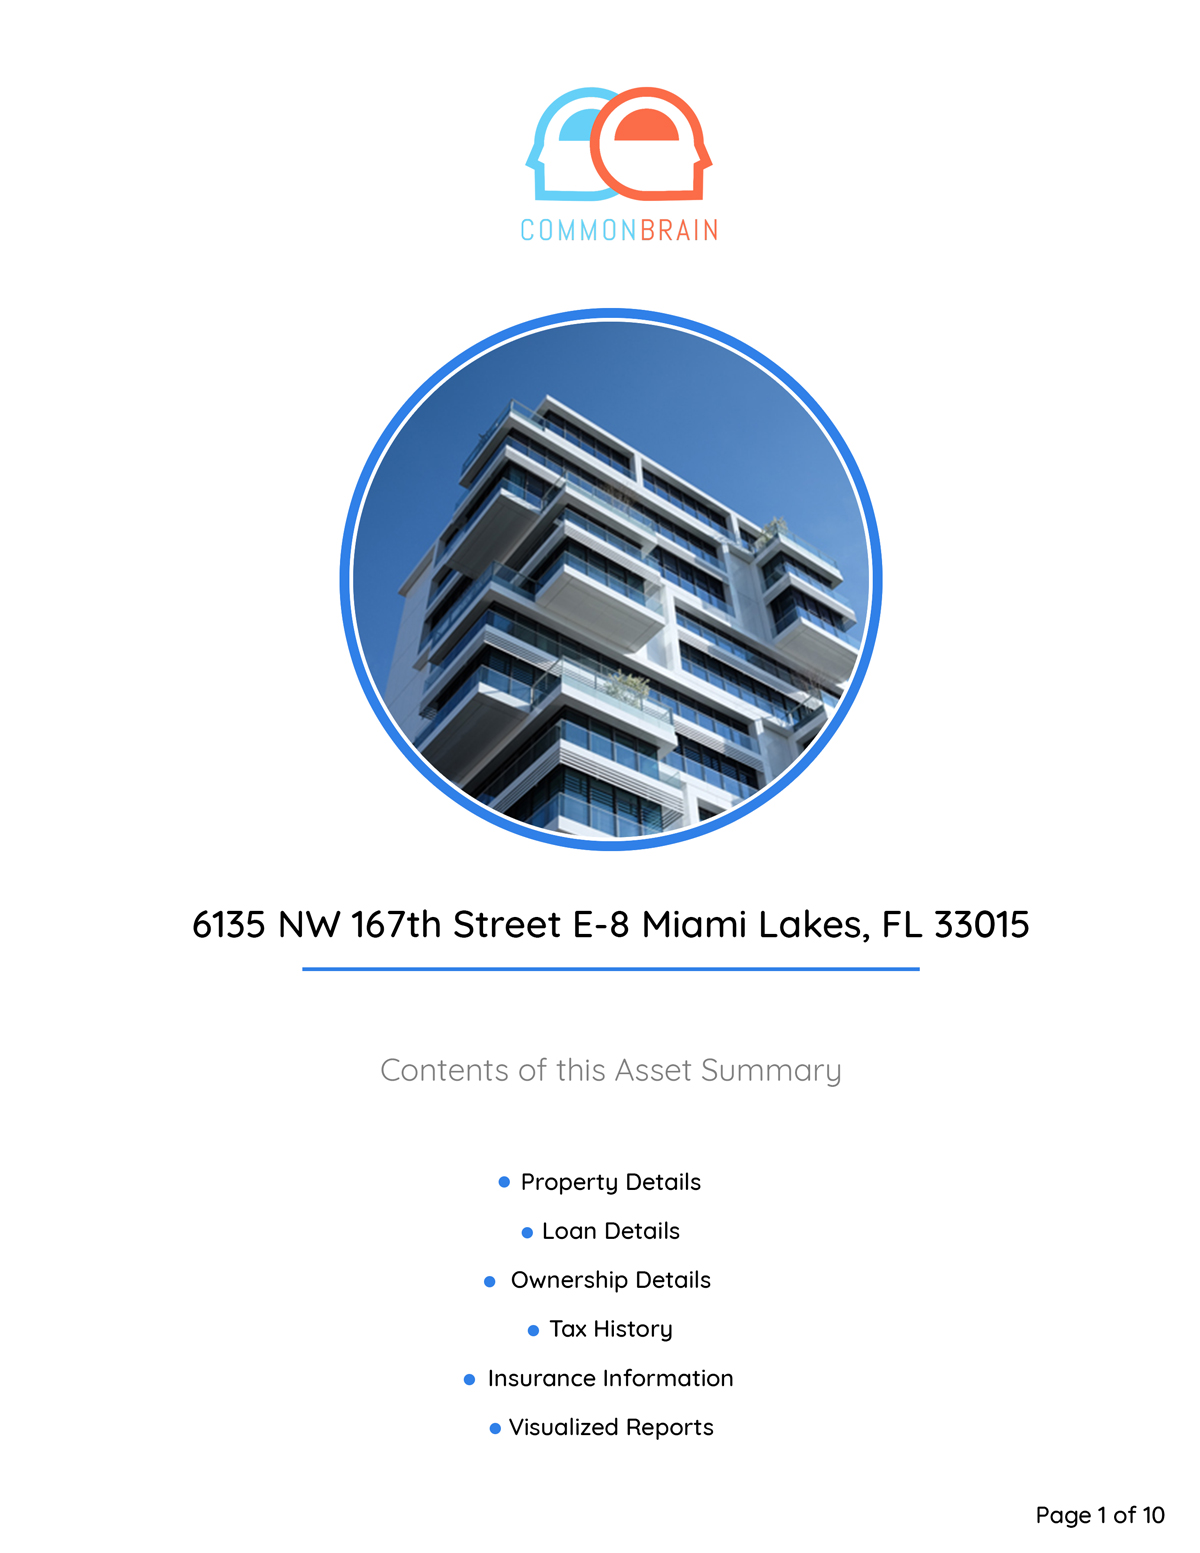 COMMONBRAIN
6135 NW 167th Street E-8 Miami Lakes, FL 33015
Contents of this Asset Summary
Property Details
Loan Details
Ownership Details
Tax History
Insurance Information
Visualized Reports
Page 1 of 10